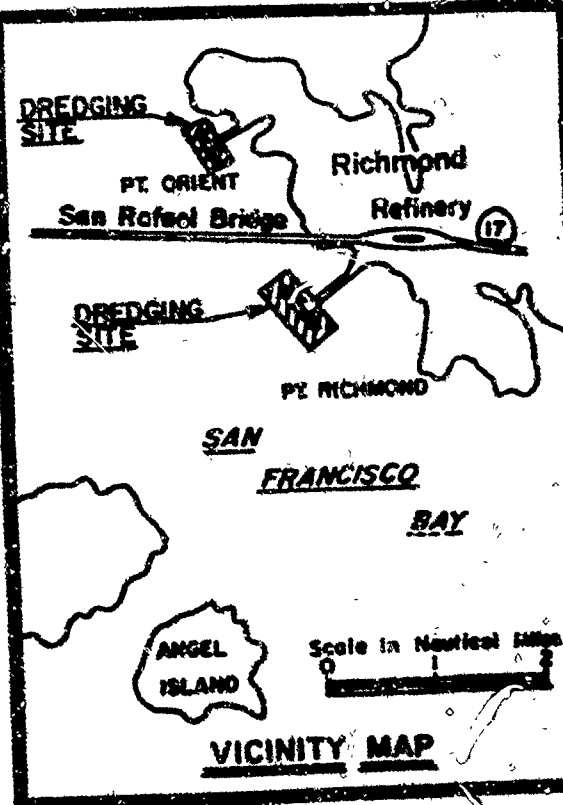 DREDGING
SITE
PT. ORIENT
Richmond
San Rafael Bridge
Refinery
17
DREDGING
SITE
PT. RICHMOND
SAN
FRANCISCO
BAY
ANGEL
ISLAND
Scale in Nautical Miles
0 1 2
VICINITY MAP